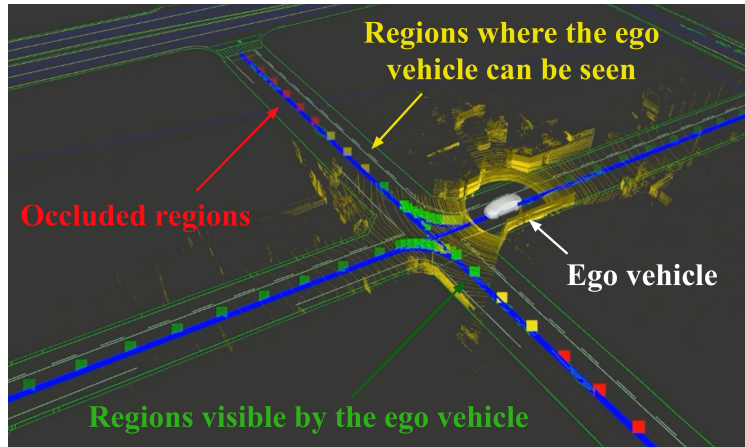 Regions where the ego
vehicle can be seen
Occluded regions
Ego vehicle
Regions visible by the ego vehicle